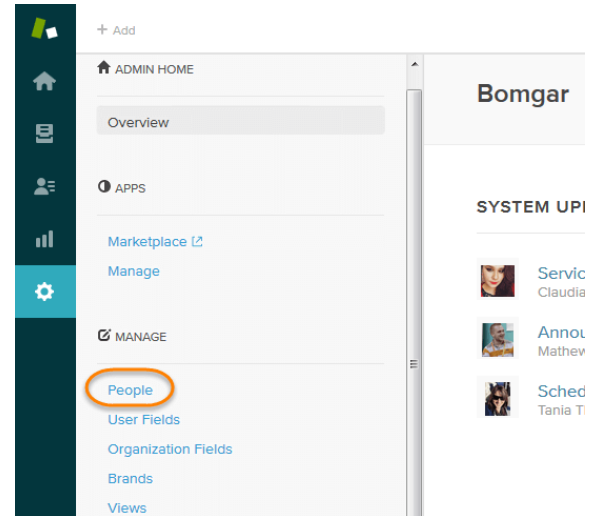 + Add
ADMIN HOME
Overview
APPS
Marketplace
Manage
MANAGE
People
User Fields
Organization Fields
Brands
Views
Bomgar
SYSTEM UP
Servic
Claudia
Annou
Mathew
Sched
Tania T